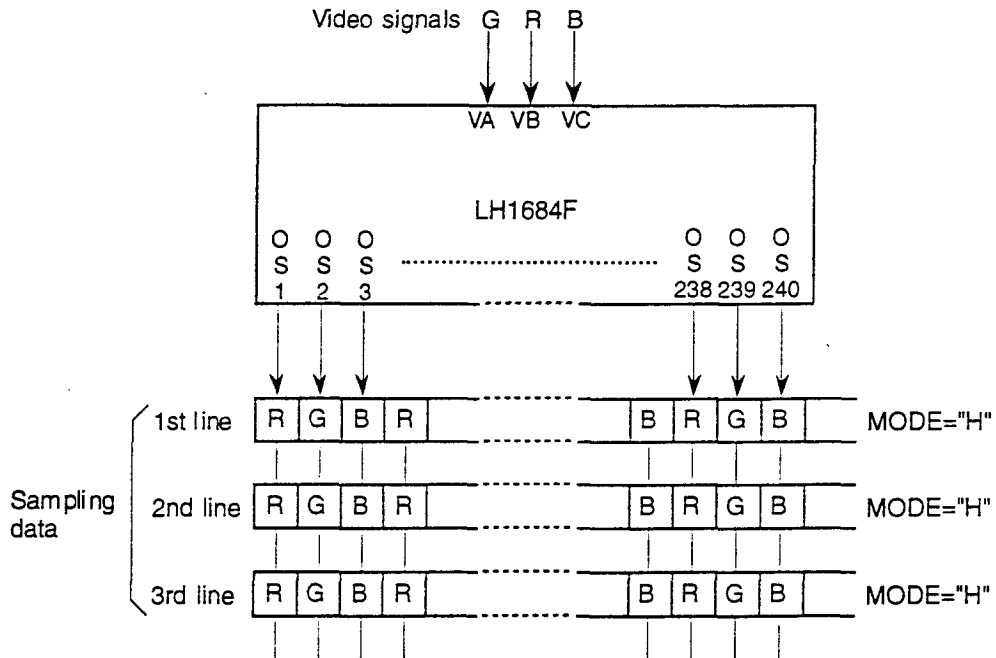 Video signals G R B
VA VB VC
LH1684F
O O O O O O
S S S S S S
1 2 3 238 239 240
1st line R G B R B R G B MODE="H"
Sampling data
2nd line R G B R B R G B MODE="H"
3rd line R G B R B R G B MODE="H"